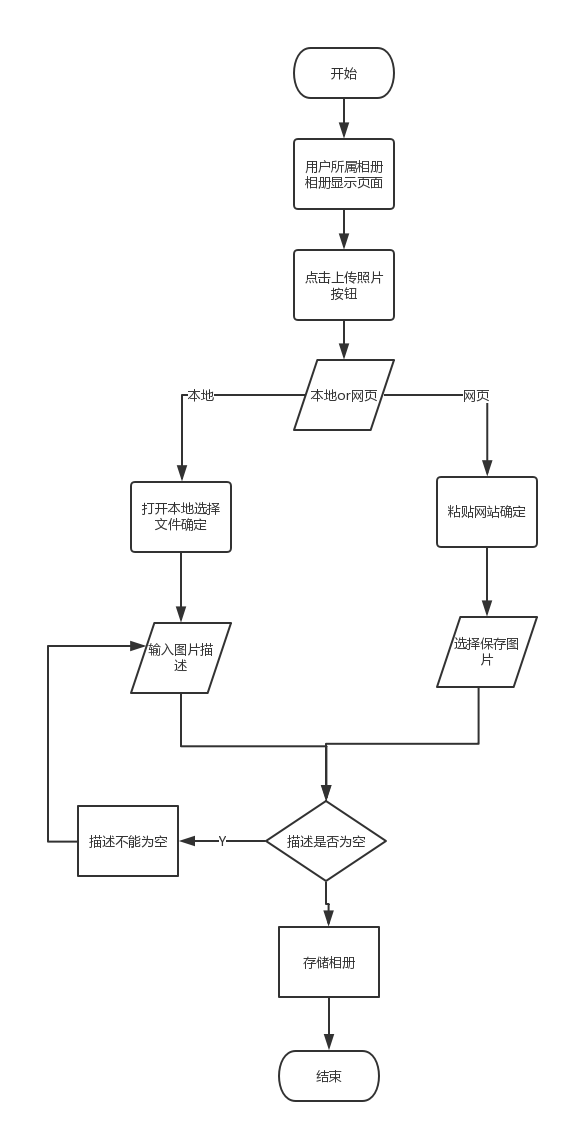 开始
用户所属相册
相册显示页面
点击上传照片
按钮
本地or网页
本地
网页
打开本地选择
文件确定
粘贴网站确定
输入图片描
述
选择保存图
片
描述是否为空
Y
描述不能为空
存储相册
结束